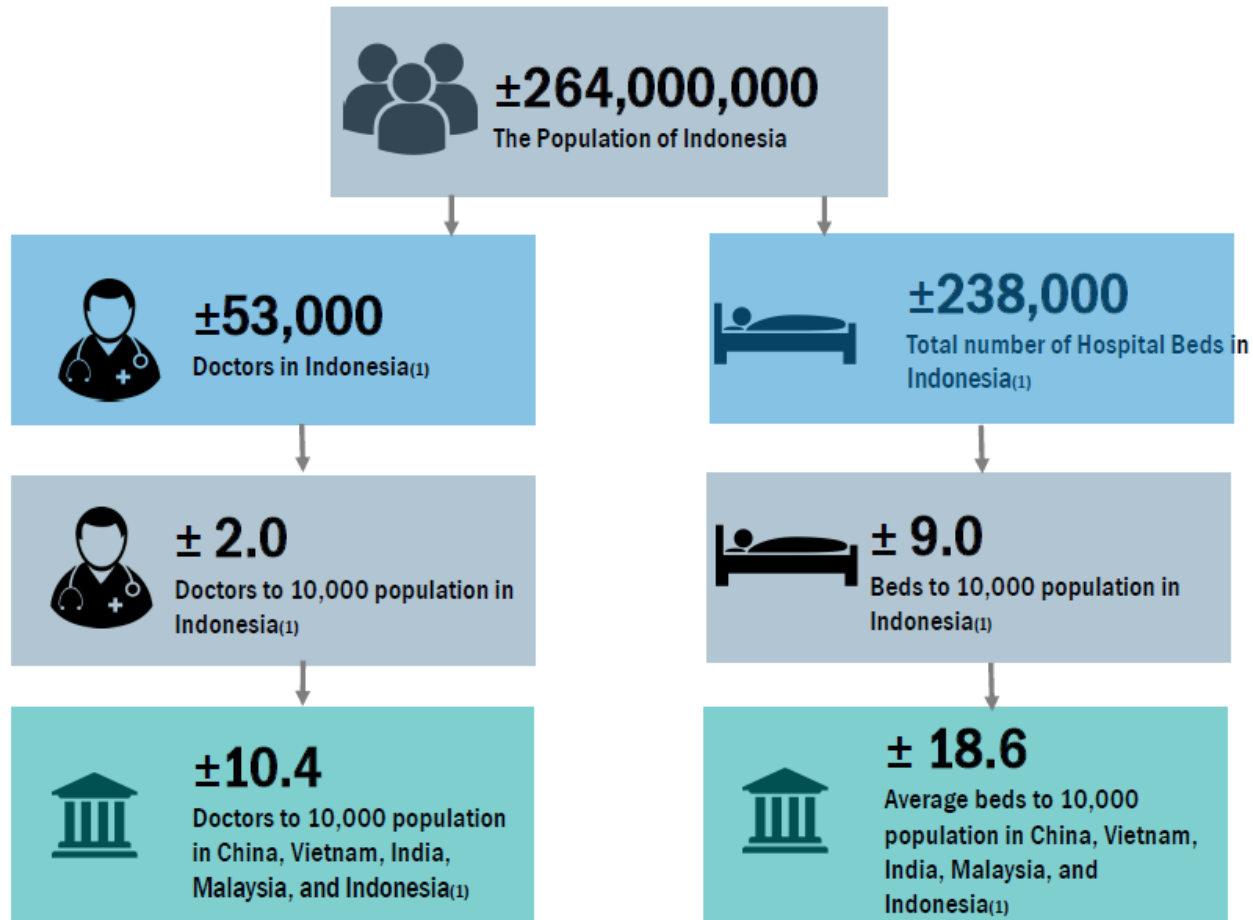 ±264,000,000
The Population of Indonesia
±53,000
Doctors in Indonesia(1)
±238,000
Total number of Hospital Beds in
Indonesia(1)
± 2.0
Doctors to 10,000 population in
Indonesia(1)
± 9.0
Beds to 10,000 population in
Indonesia(1)
±10.4
Doctors to 10,000 population
in China, Vietnam, India,
Malaysia, and Indonesia(1)
± 18.6
Average beds to 10,000
population in China, Vietnam,
India, Malaysia, and
Indonesia(1)